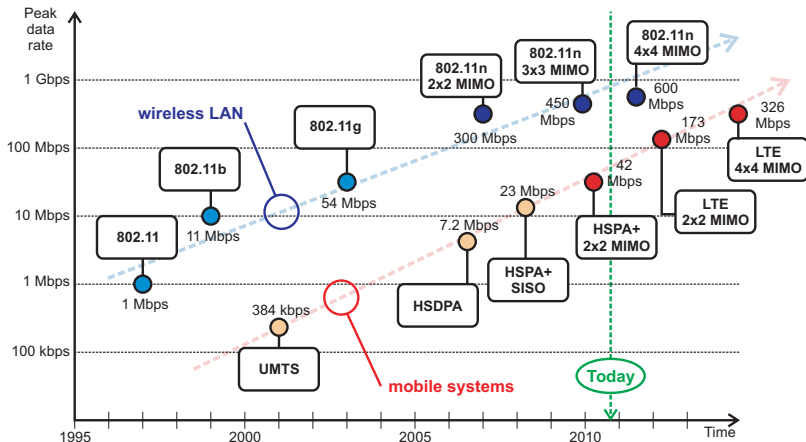 Peak
data
rate
1 Gbps
100 Mbps
10 Mbps
1 Mbps
100 kbps
wireless LAN
802.11
1 Mbps
802.11b
11 Mbps
802.11g
54 Mbps
802.11n
2x2 MIMO
300 Mbps
802.11n
3x3 MIMO
450
Mbps
802.11n
4x4 MIMO
600
Mbps
mobile systems
384 kbps
UMTS
7.2 Mbps
HSDPA
23 Mbps
HSPA+
SISO
42
Mbps
HSPA+
2x2 MIMO
173
Mbps
LTE
2x2 MIMO
326
Mbps
LTE
4x4 MIMO
Today
1995
2000
2005
2010
Time